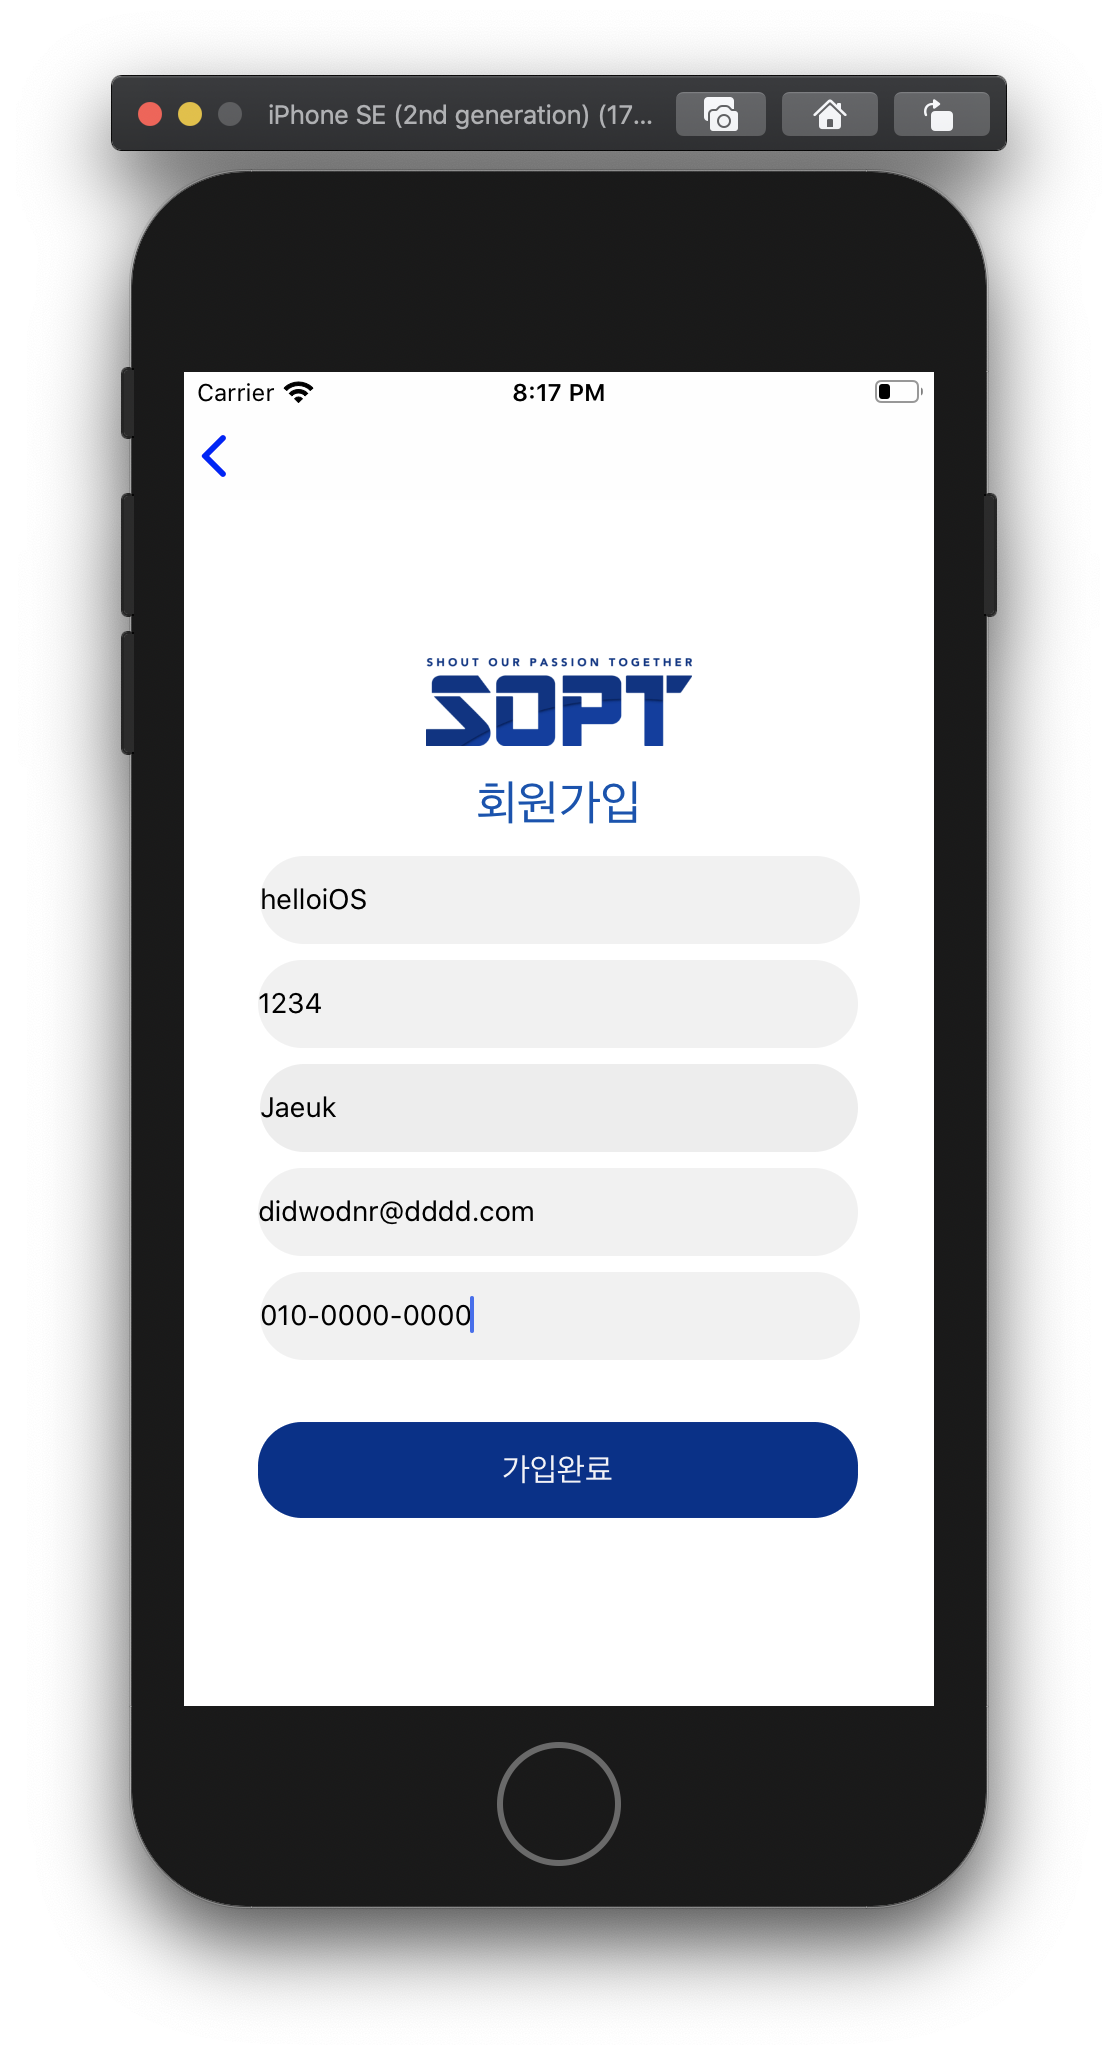 iPhone SE (2nd generation) (17...
Carrier
8:17 PM
SHOUT OUR PASSION TOGETHER
SOPT
회원가입
helloiOS
1234
Jaeuk
didwodnr@dddd.com
010-0000-0000
가입완료